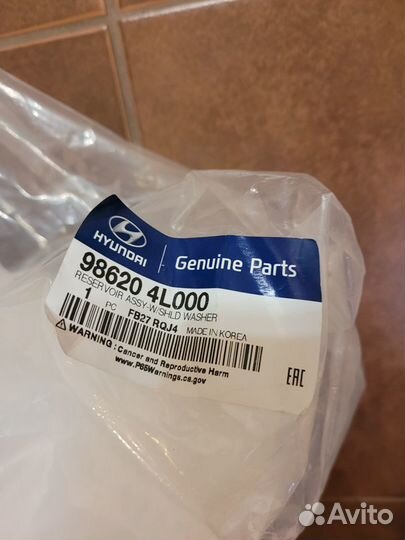 HYUNDAI
Genuine Parts
98620 4L000
RESERVOIR ASSY-W/SHLD WASHER
1 PC FB27 RQJ4 MADE IN KOREA
WARNING: Cancer and Reproductive Harm
www.P65Warnings.ca.gov
EAC
Avito